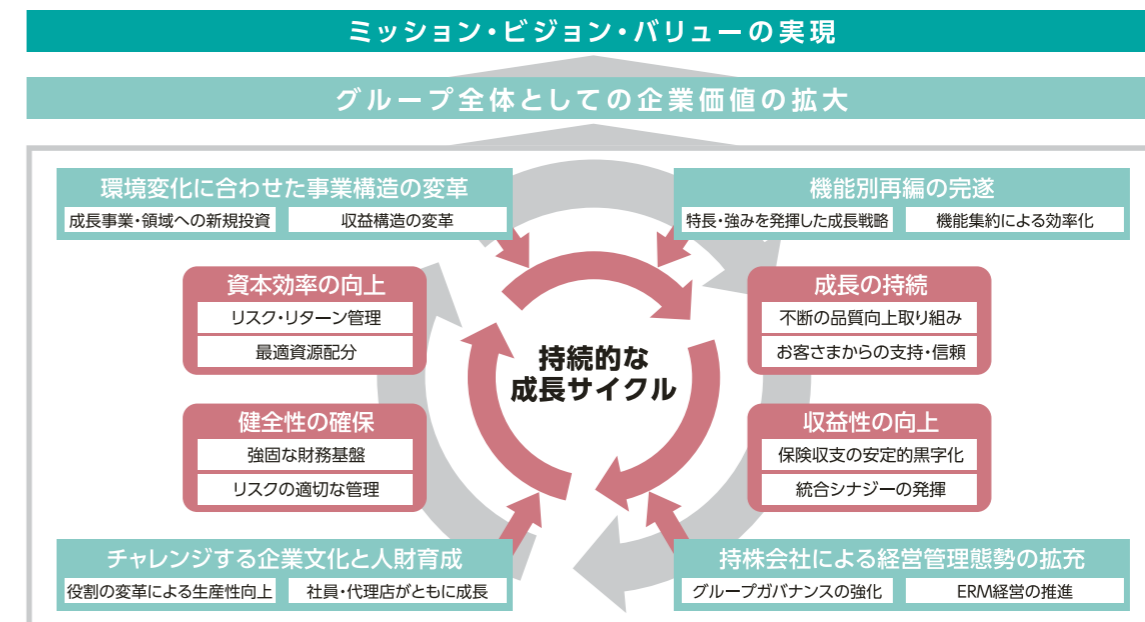 ミッション・ビジョン・バリューの実現
グループ全体としての企業価値の拡大
環境変化に合わせた事業構造の変革
成長事業・領域への新規投資
収益構造の変革
機能別再編の完遂
特長・強みを発揮した成長戦略
機能集約による効率化
資本効率の向上
リスク・リターン管理
最適資源配分
成長の持続
不断の品質向上取り組み
お客さまからの支持・信頼
持続的な
成長サイクル
健全性の確保
強固な財務基盤
リスクの適切な管理
収益性の向上
保険収支の安定的黒字化
統合シナジーの発揮
チャレンジする企業文化と人財育成
役割の変革による生産性向上
社員・代理店がともに成長
持株会社による経営管理態勢の拡充
グループガバナンスの強化
ERM経営の推進